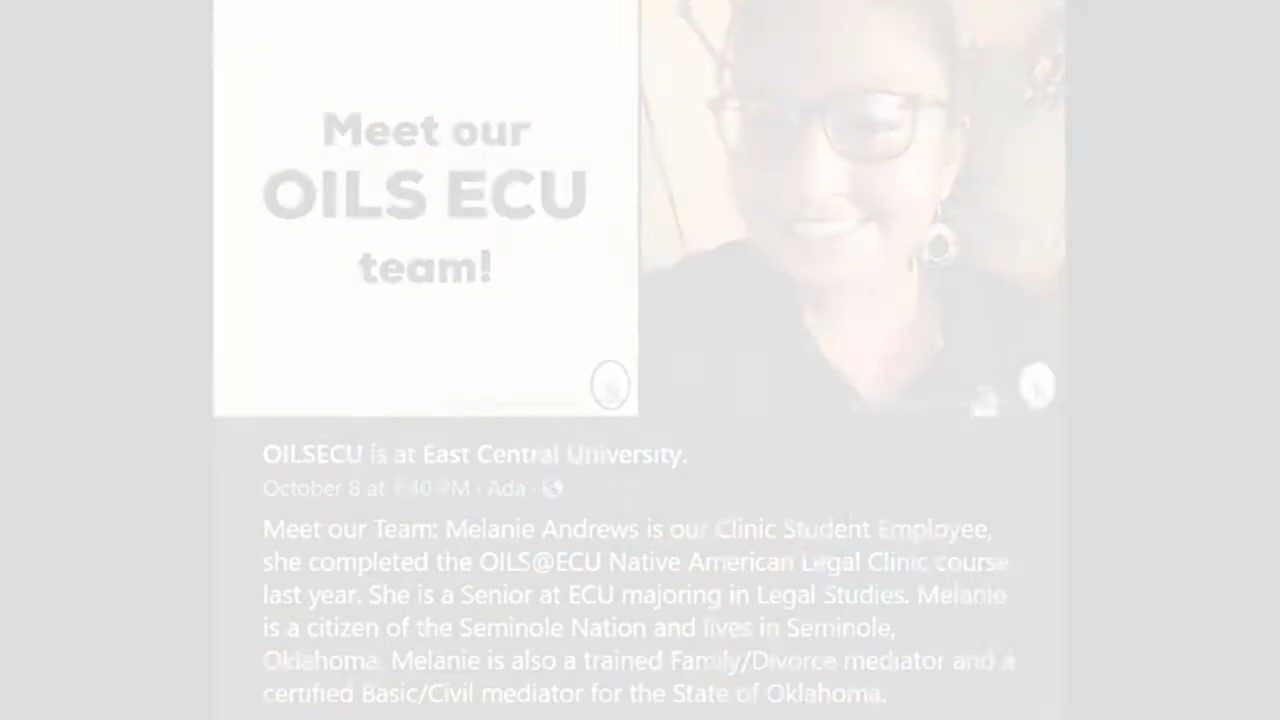 Meet our
OILS ECU
team!
OILSECU is at East Central University.
October 8 at :40 PM · Ada ·
Meet our Team: Melanie Andrews is our Clinic Student Employee,
she completed the OILS@ECU Native American Legal Clinic course
last year. She is a Senior at ECU majoring in Legal Studies. Melanie
is a citizen of the Seminole Nation and lives in Seminole,
Oklahoma. Melanie is also a trained Family/Divorce mediator and a
certified Basic/Civil mediator for the State of Oklahoma.